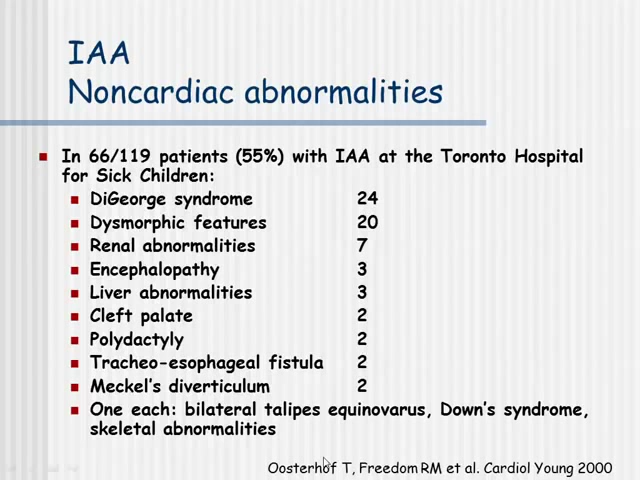 IAA
Noncardiac abnormalities
In 66/119 patients (55%) with IAA at the Toronto Hospital
for Sick Children:
DiGeorge syndrome 24
Dysmorphic features 20
Renal abnormalities 7
Encephalopathy 3
Liver abnormalities 3
Cleft palate 2
Polydactyly 2
Tracheo-esophageal fistula 2
Meckel's diverticulum 2
One each: bilateral talipes equinovarus, Down's syndrome,
skeletal abnormalities
Oosterhof T, Freedom RM et al. Cardiol Young 2000